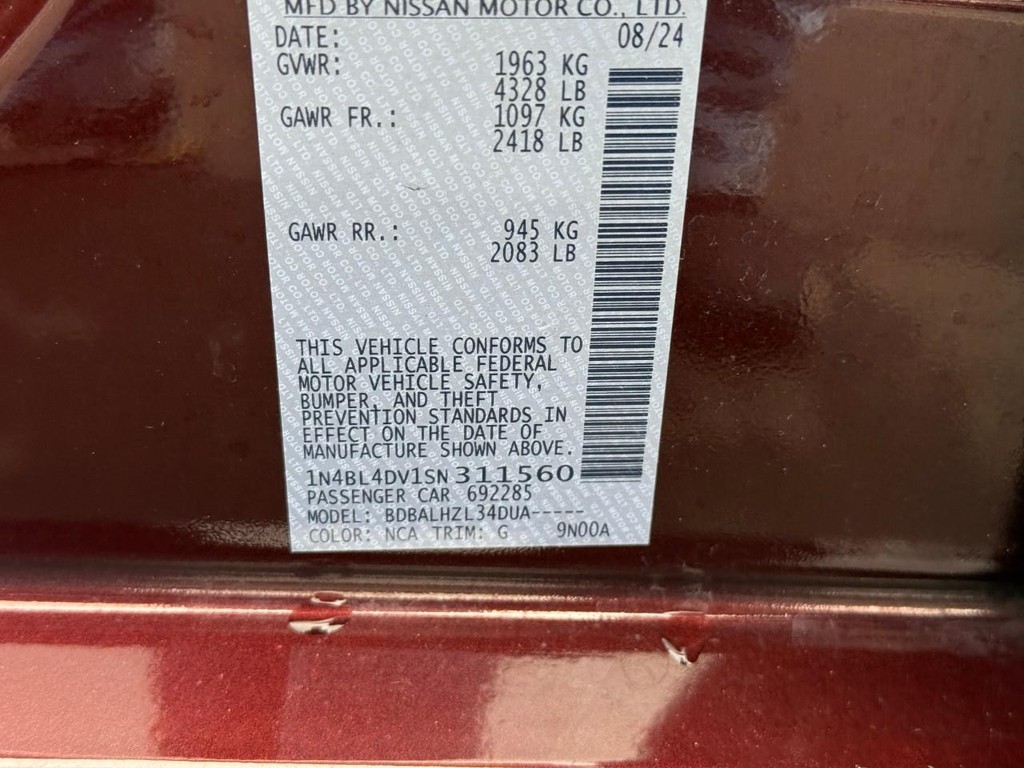 MFD BY NISSAN MOTOR CO., LTD.
DATE: 08/24
GVWR: 1963 KG
4328 LB
GAWR FR.: 1097 KG
2418 LB
GAWR RR.: 945 KG
2083 LB
THIS VEHICLE CONFORMS TO
ALL APPLICABLE FEDERAL
MOTOR VEHICLE SAFETY,
BUMPER, AND THEFT
PREVENTION STANDARDS IN
EFFECT ON THE DATE OF
MANUFACTURE SHOWN ABOVE.
1N4BL4DV1SN311560
PASSENGER CAR 692285
MODEL: BDBALHZL34DUA-----
COLOR: NCA TRIM: G 9N00A